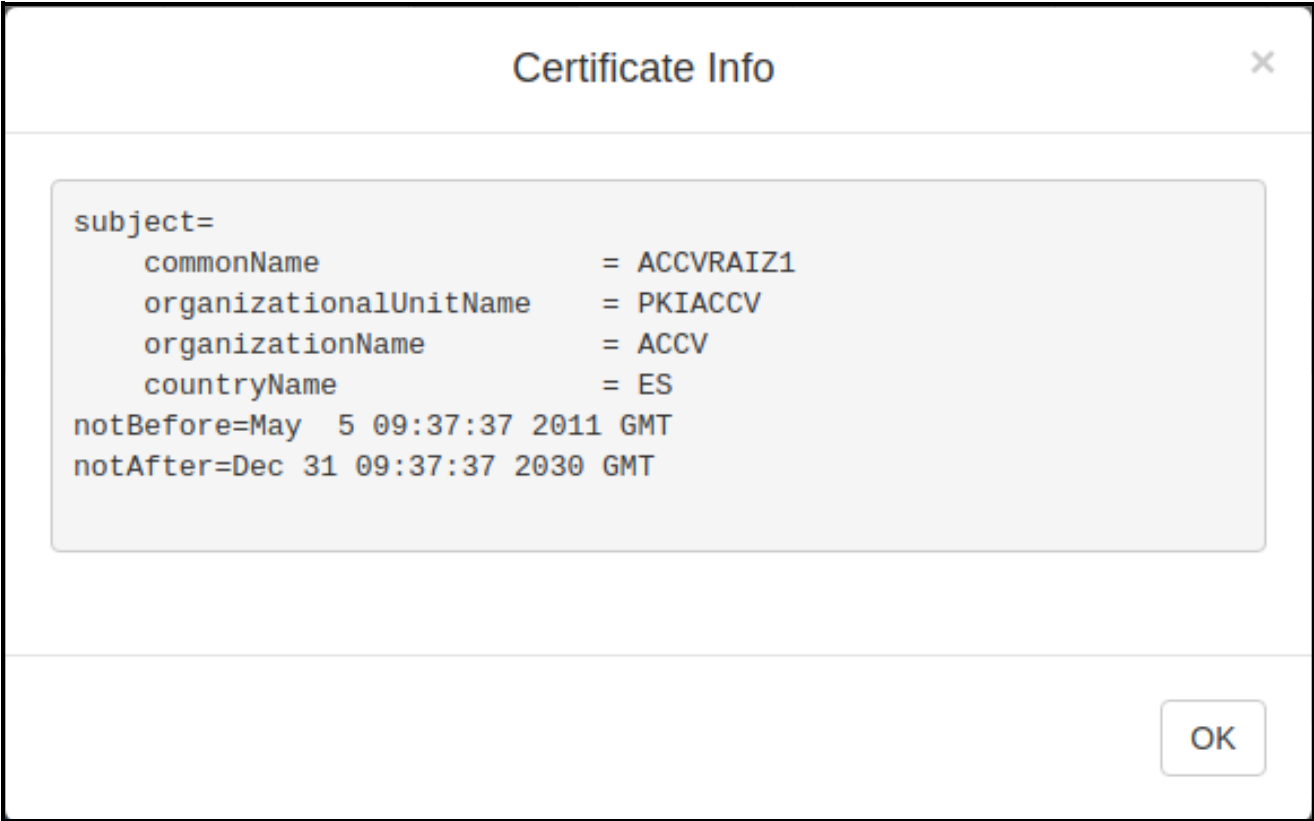 Certificate Info
×
subject=
    commonName                = ACCVRAIZ1
    organizationalUnitName    = PKIACCV
    organizationName          = ACCV
    countryName               = ES
notBefore=May  5 09:37:37 2011 GMT
notAfter=Dec 31 09:37:37 2030 GMT
OK